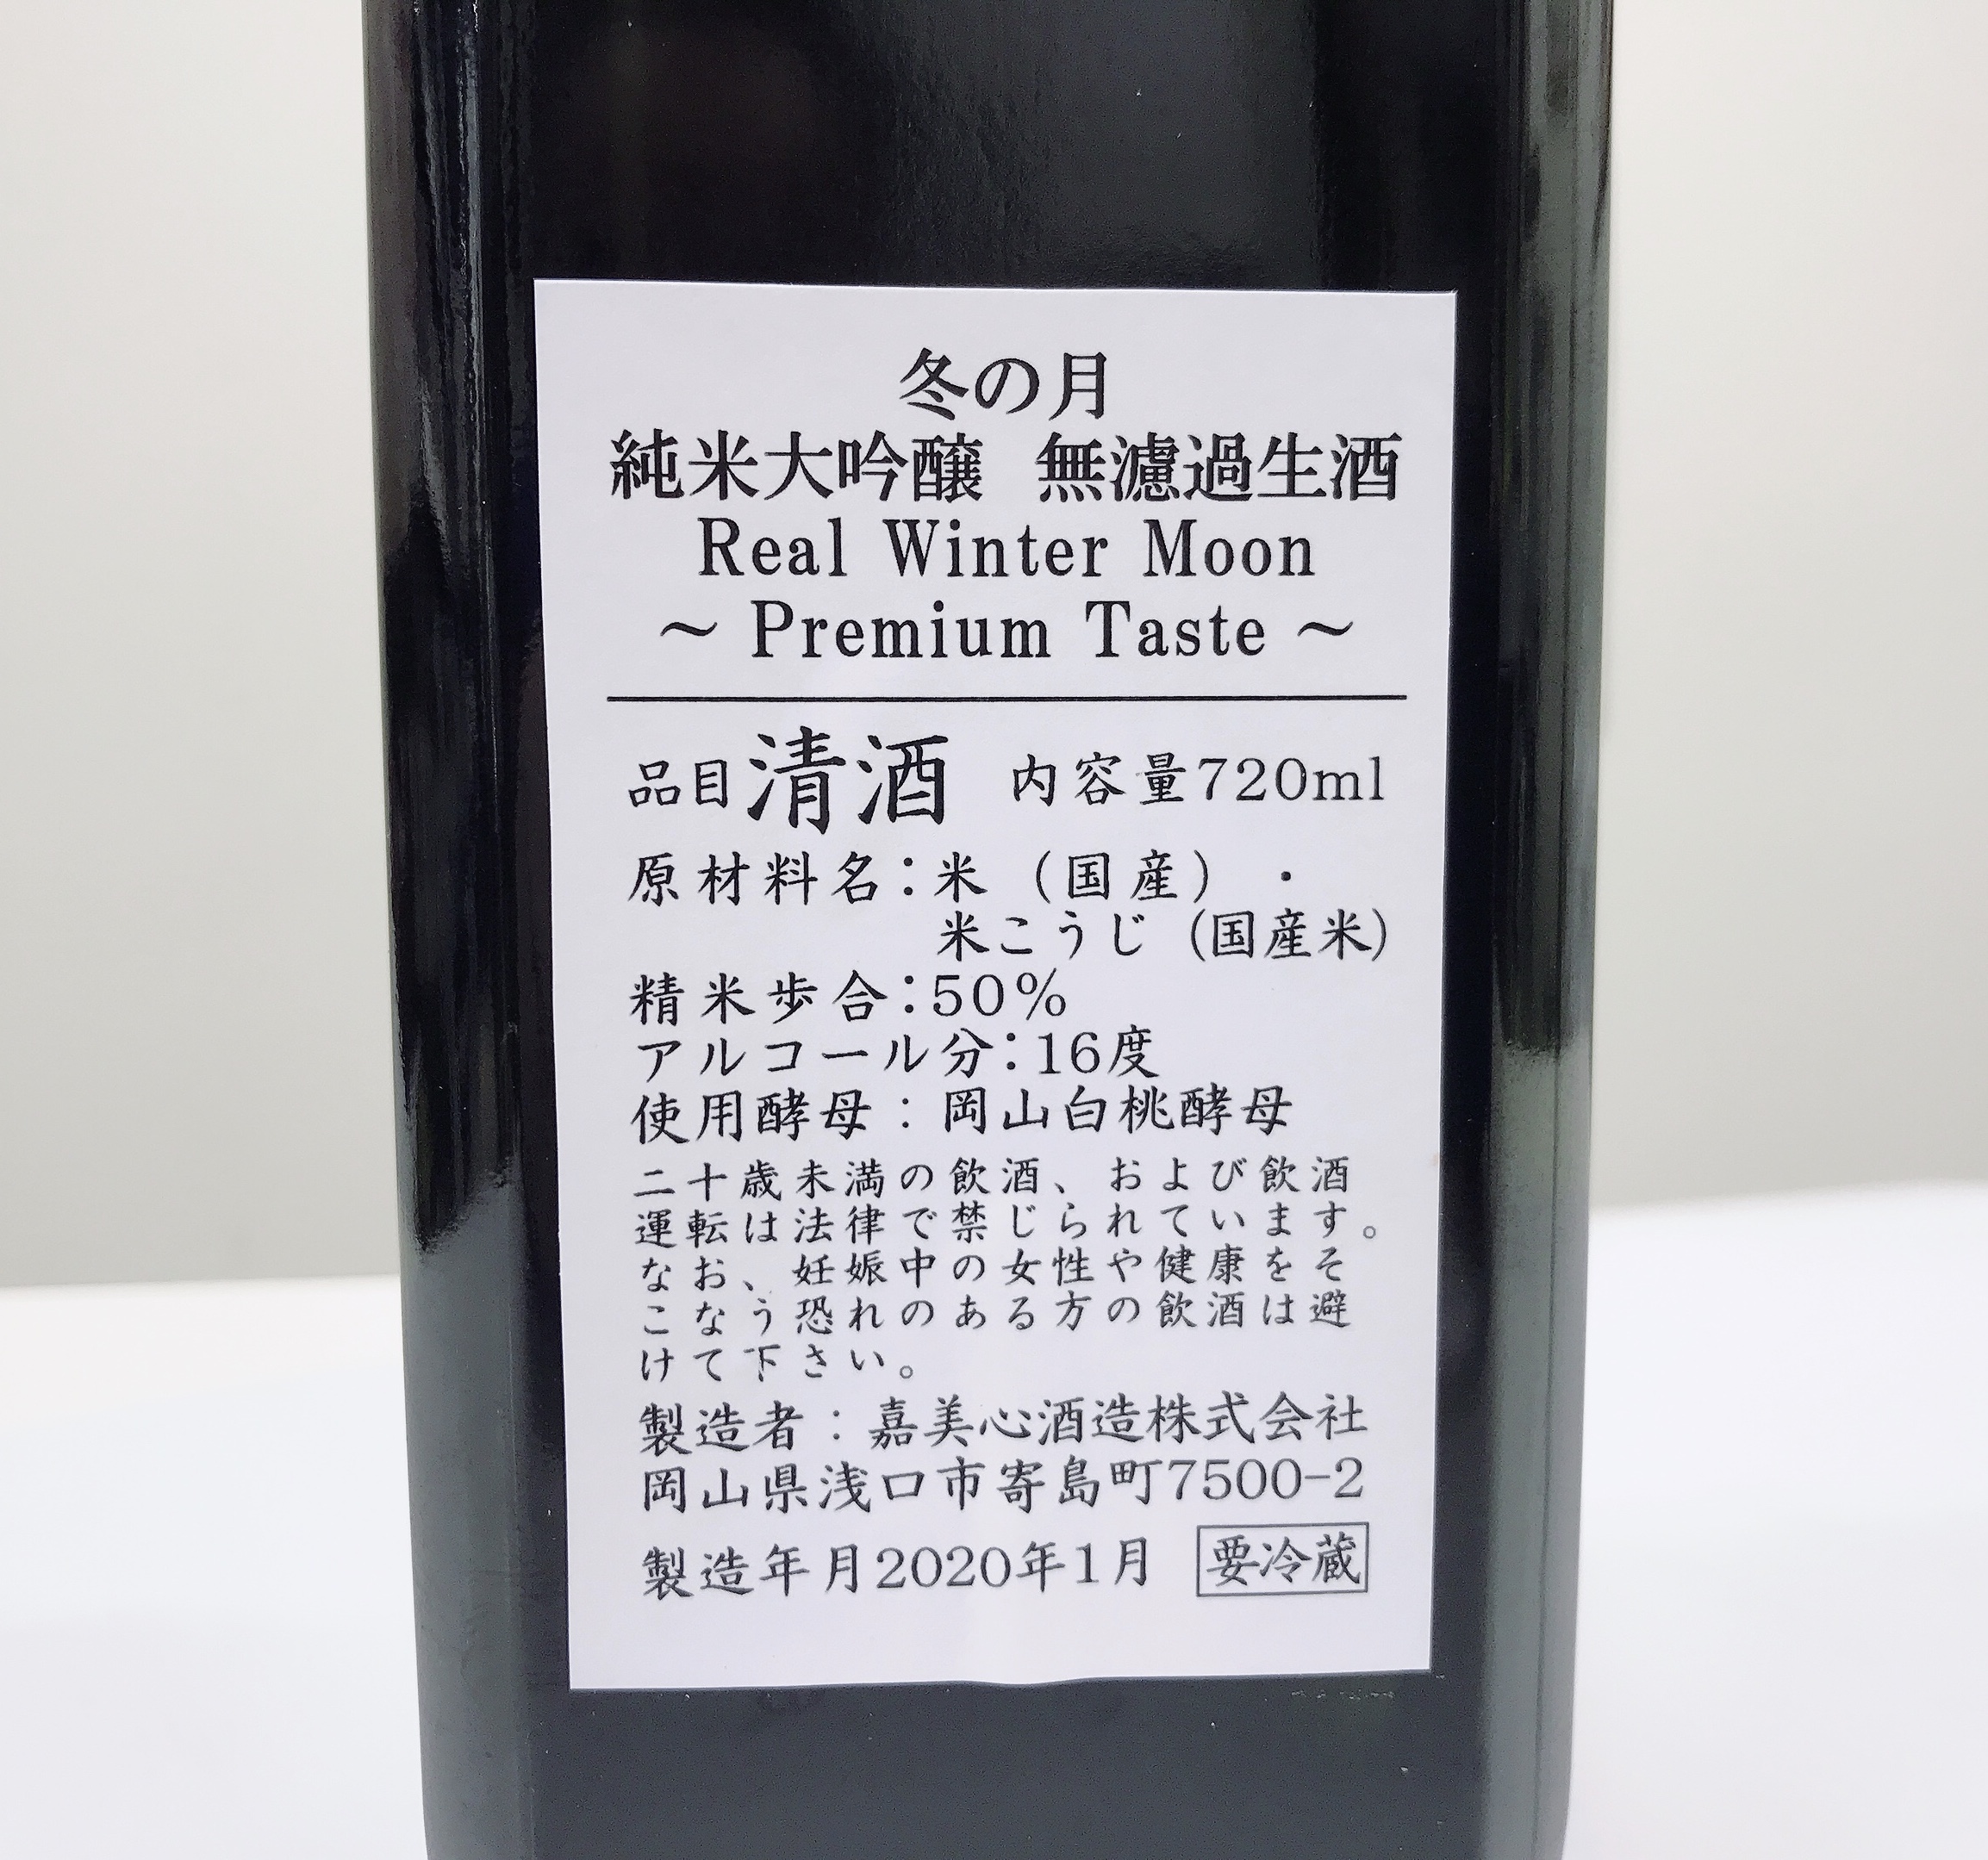 冬の月
純米大吟醸 無濾過生酒
Real Winter Moon
~ Premium Taste ~
品目清酒 内容量720ml
原材料名:米 (国産) ・
米こうじ (国産米)
精米歩合:50%
アルコール分:16度
使用酵母:岡山白桃酵母
二十歳未満の飲酒、および飲酒
運転は法律で禁じられています。
なお、妊娠中の女性や健康をそ
こなう恐れのある方の飲酒は避
けて下さい。
製造者:嘉美心酒造株式会社
岡山県浅口市寄島町7500-2
製造年月2020年1月 要冷蔵